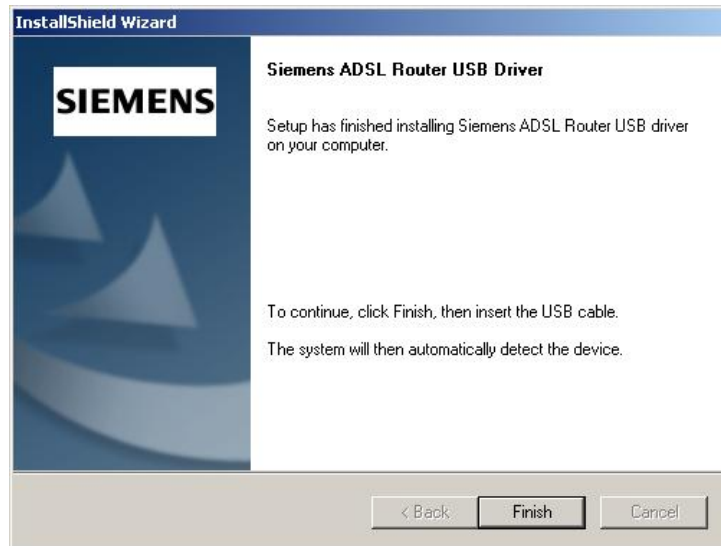 InstallShield Wizard
SIEMENS
Siemens ADSL Router USB Driver
Setup has finished installing Siemens ADSL Router USB driver
on your computer.
To continue, click Finish, then insert the USB cable.
The system will then automatically detect the device.
< Back
Finish
Cancel